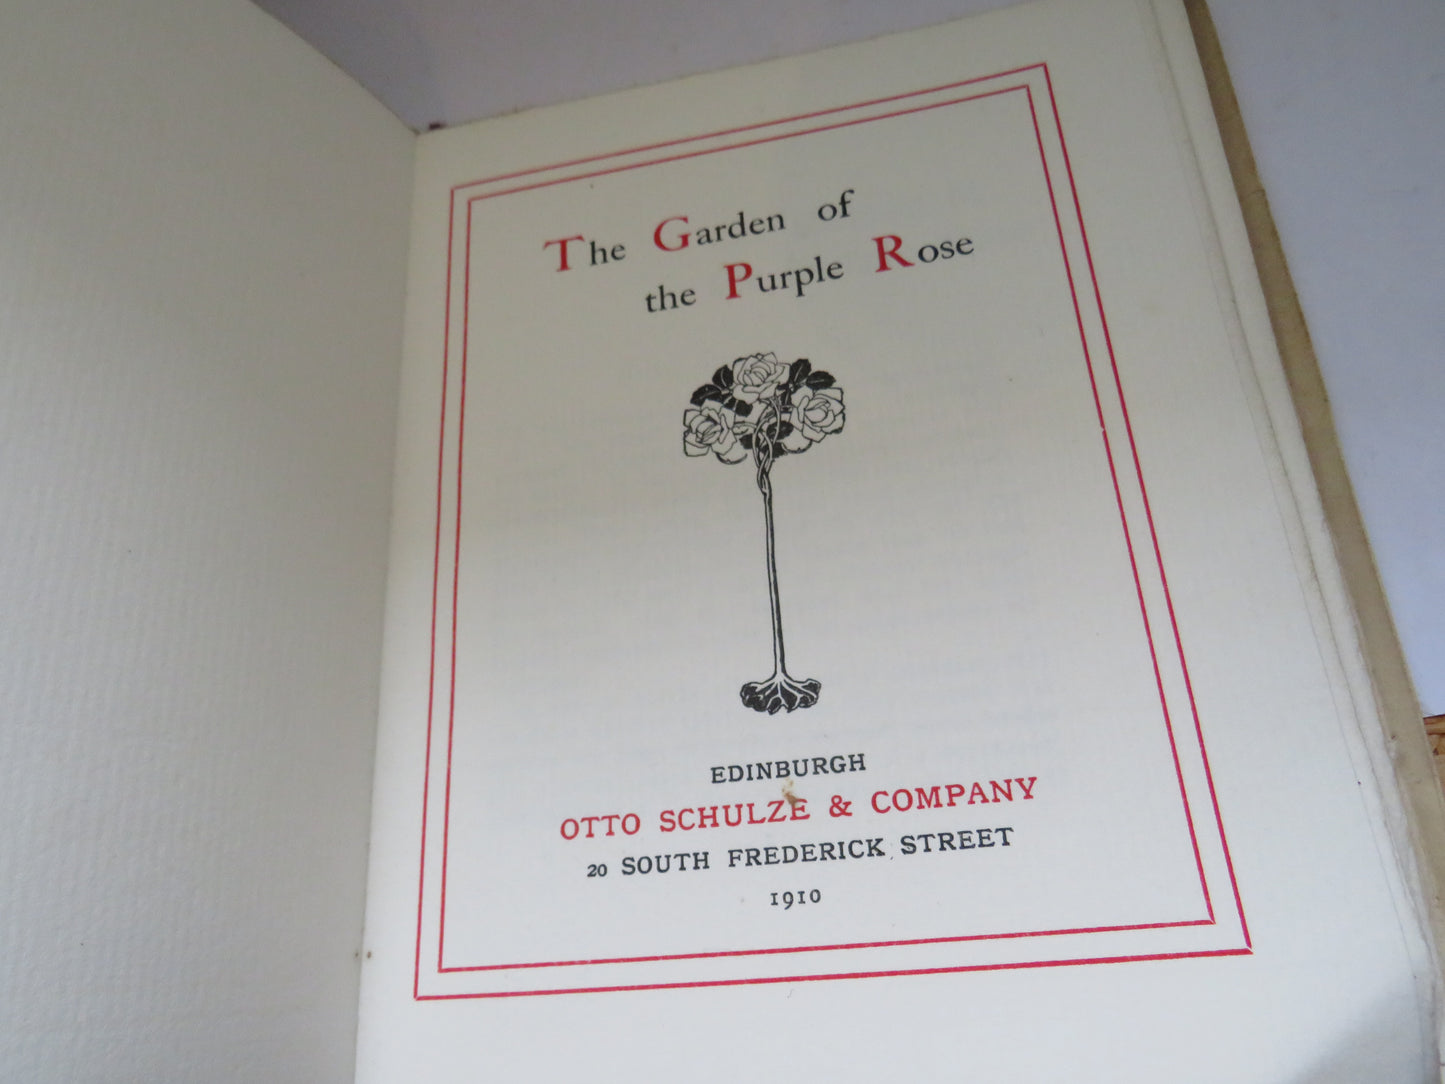 The Garden of
the Purple Rose
EDINBURGH
OTTO SCHULZE & COMPANY
20 SOUTH FREDERICK STREET
1910